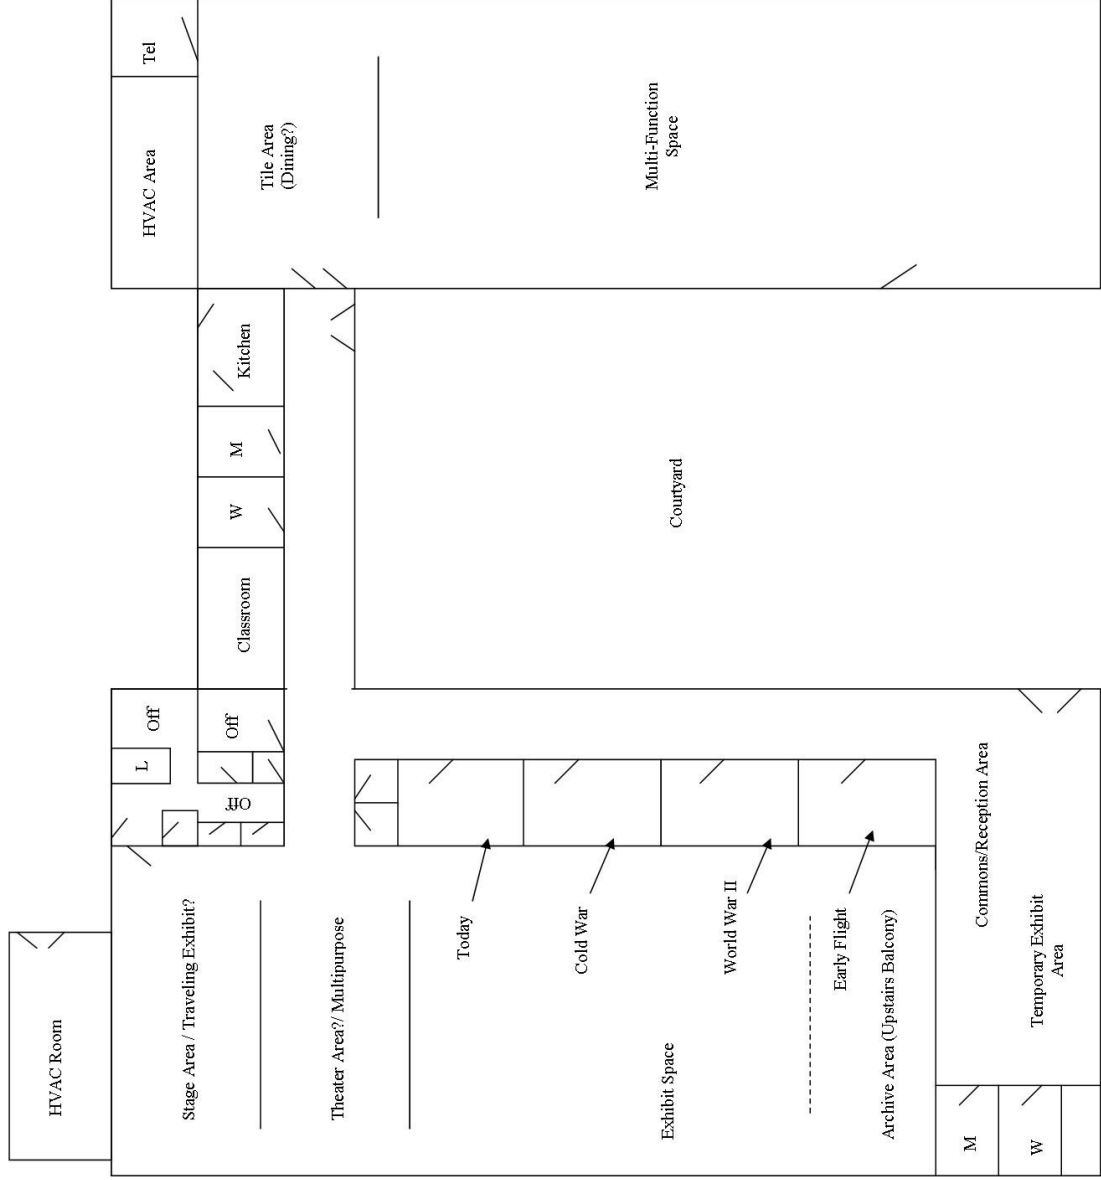 HVAC Room
Stage Area / Traveling Exhibit?
Theater Area?/ Multipurpose
Exhibit Space
Archive Area (Upstairs Balcony)
M
W
Today
Cold War
World War II
Early Flight
Commons/Reception Area
Temporary Exhibit
Area
L
Off
Off
Off
Classroom
W
M
Kitchen
Courtyard
HVAC Area
Tel
Tile Area
(Dining?)
Multi-Function
Space